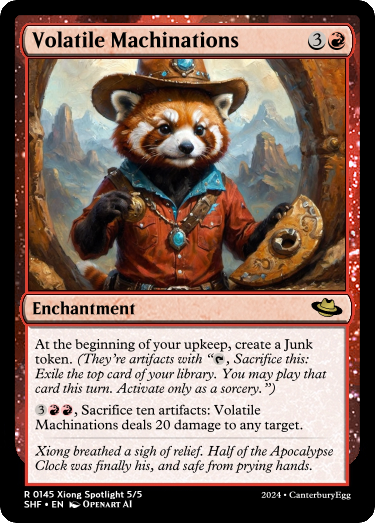 Volatile Machinations 3
Enchantment
At the beginning of your upkeep, create a Junk
token. (They're artifacts with “, Sacrifice this:
Exile the top card of your library. You may play that
card this turn. Activate only as a sorcery.”)
3, Sacrifice ten artifacts: Volatile
Machinations deals 20 damage to any target.
Xiong breathed a sigh of relief. Half of the Apocalypse
Clock was finally his, and safe from prying hands.
R 0145 Xiong Spotlight 5/5
SHF • EN OPENART AI
2024 • CanterburyEgg